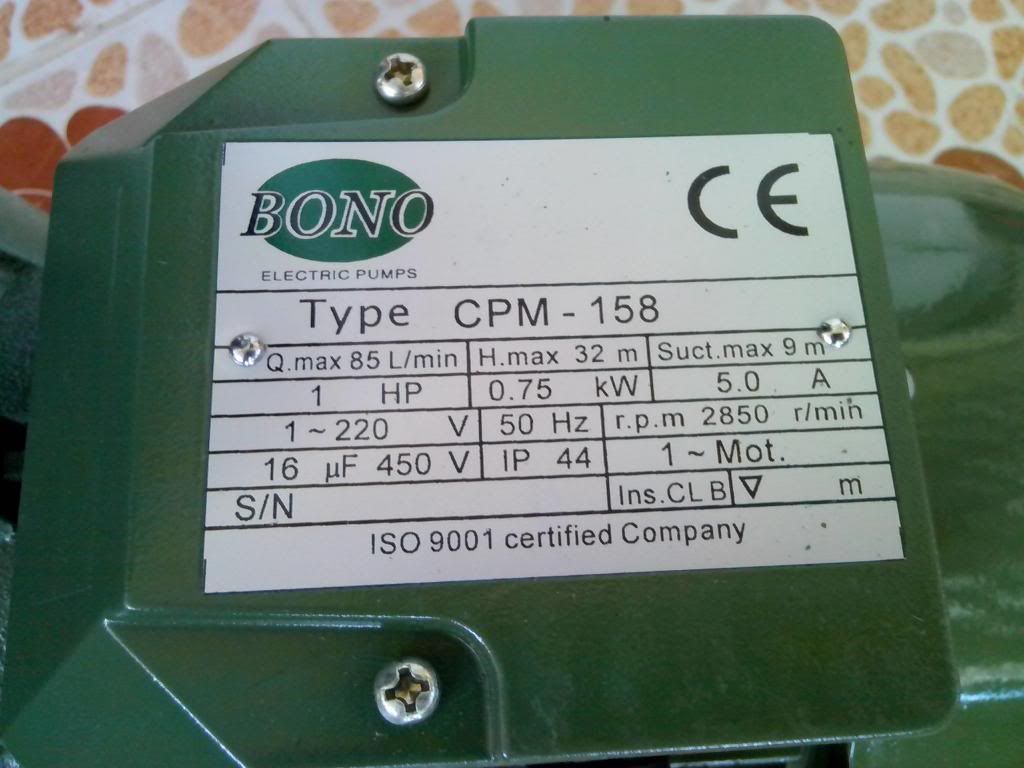 BONO
CE
ELECTRIC PUMPS
Type CPM - 158
Q.max 85 L/min H.max 32 m Suct.max 9 m
1 HP 0.75 kW 5.0 A
1 ~ 220 V 50 Hz r.p.m 2850 r/min
16 µF 450 V IP 44 1 ~ Mot.
S/N Ins.CL B ▽ m
ISO 9001 certified Company